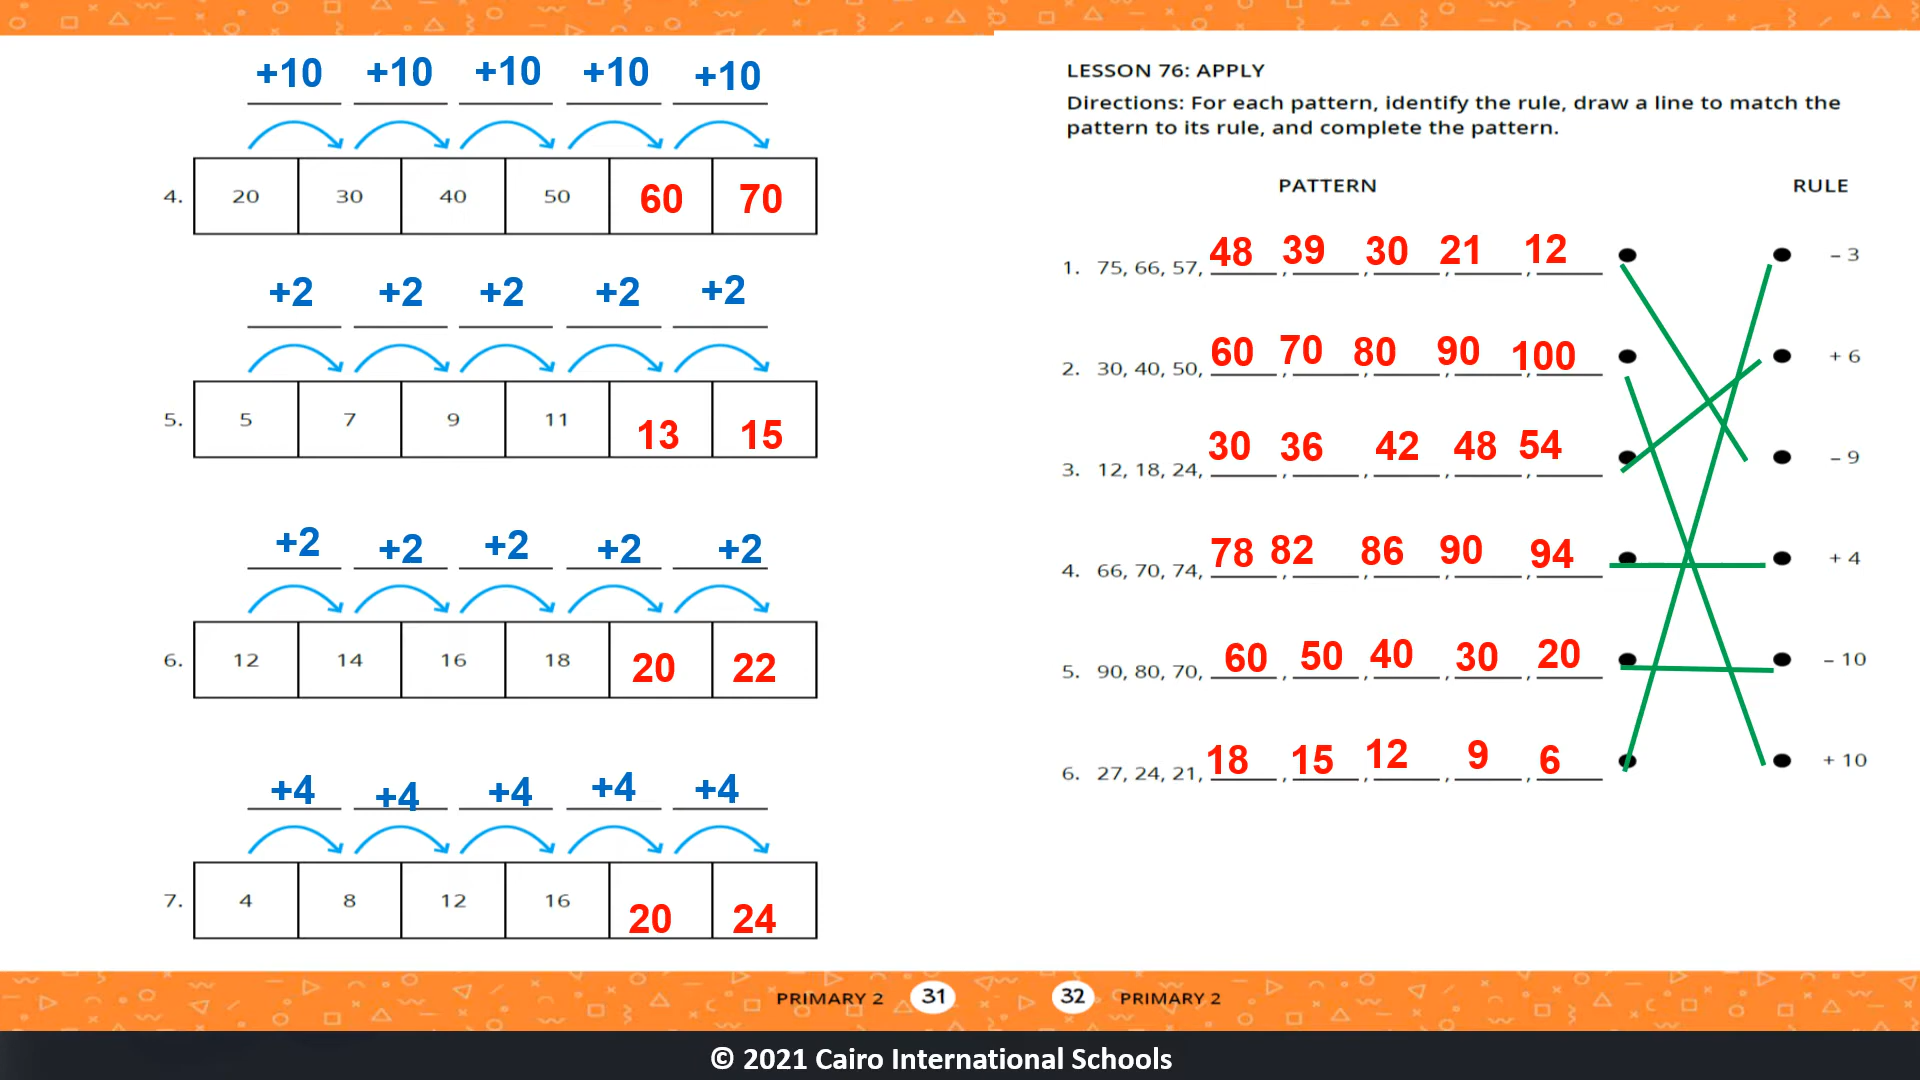 +10 +10 +10 +10 +10
4. 20 30 40 50 60 70
+2 +2 +2 +2 +2
5. 5 7 9 11 13 15
+2 +2 +2 +2 +2
6. 12 14 16 18 20 22
+4 +4 +4 +4 +4
7. 4 8 12 16 20 24
PRIMARY 2 31
LESSON 76: APPLY
Directions: For each pattern, identify the rule, draw a line to match the
pattern to its rule, and complete the pattern.
PATTERN RULE
1. 75, 66, 57, 48, 39, 30, 21, 12 – 3
2. 30, 40, 50, 60, 70, 80, 90, 100 + 6
3. 12, 18, 24, 30, 36, 42, 48, 54 – 9
4. 66, 70, 74, 78, 82, 86, 90, 94 + 4
5. 90, 80, 70, 60, 50, 40, 30, 20 – 10
6. 27, 24, 21, 18, 15, 12, 9, 6 + 10
32 PRIMARY 2
© 2021 Cairo International Schools